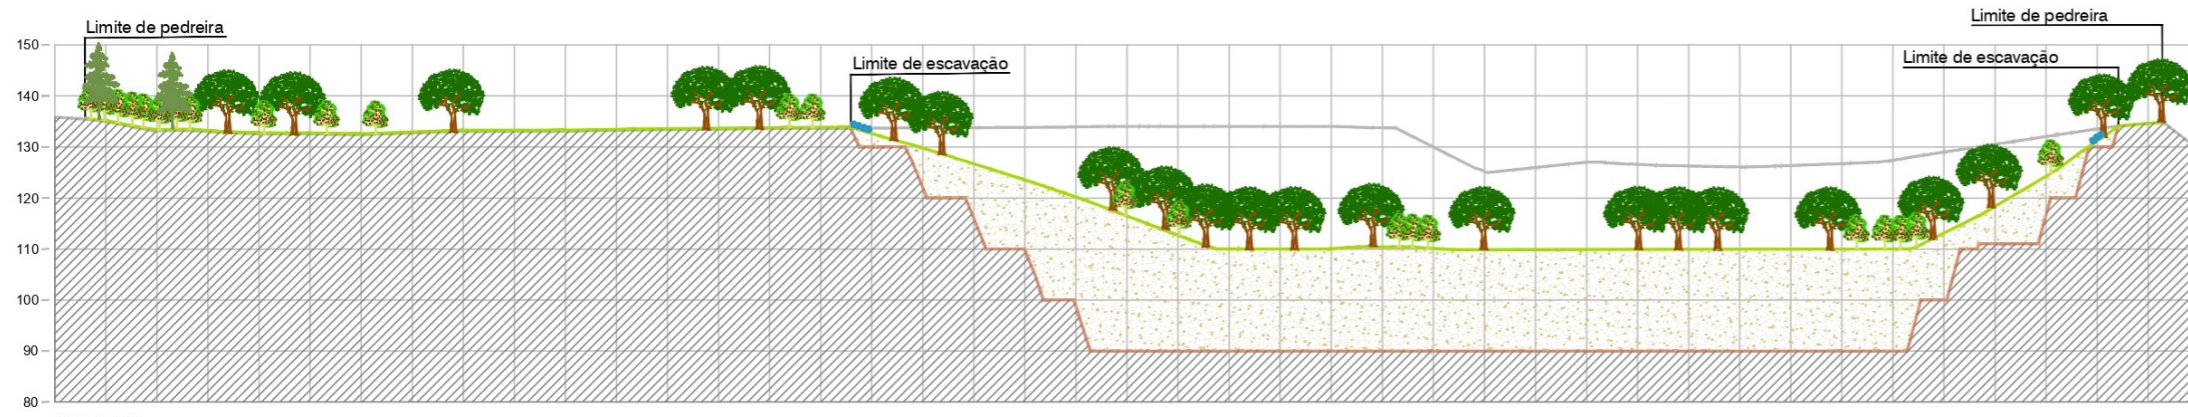 Limite de pedreira
Limite de pedreira
Limite de escavação
Limite de escavação
150
140
130
120
110
100
90
80